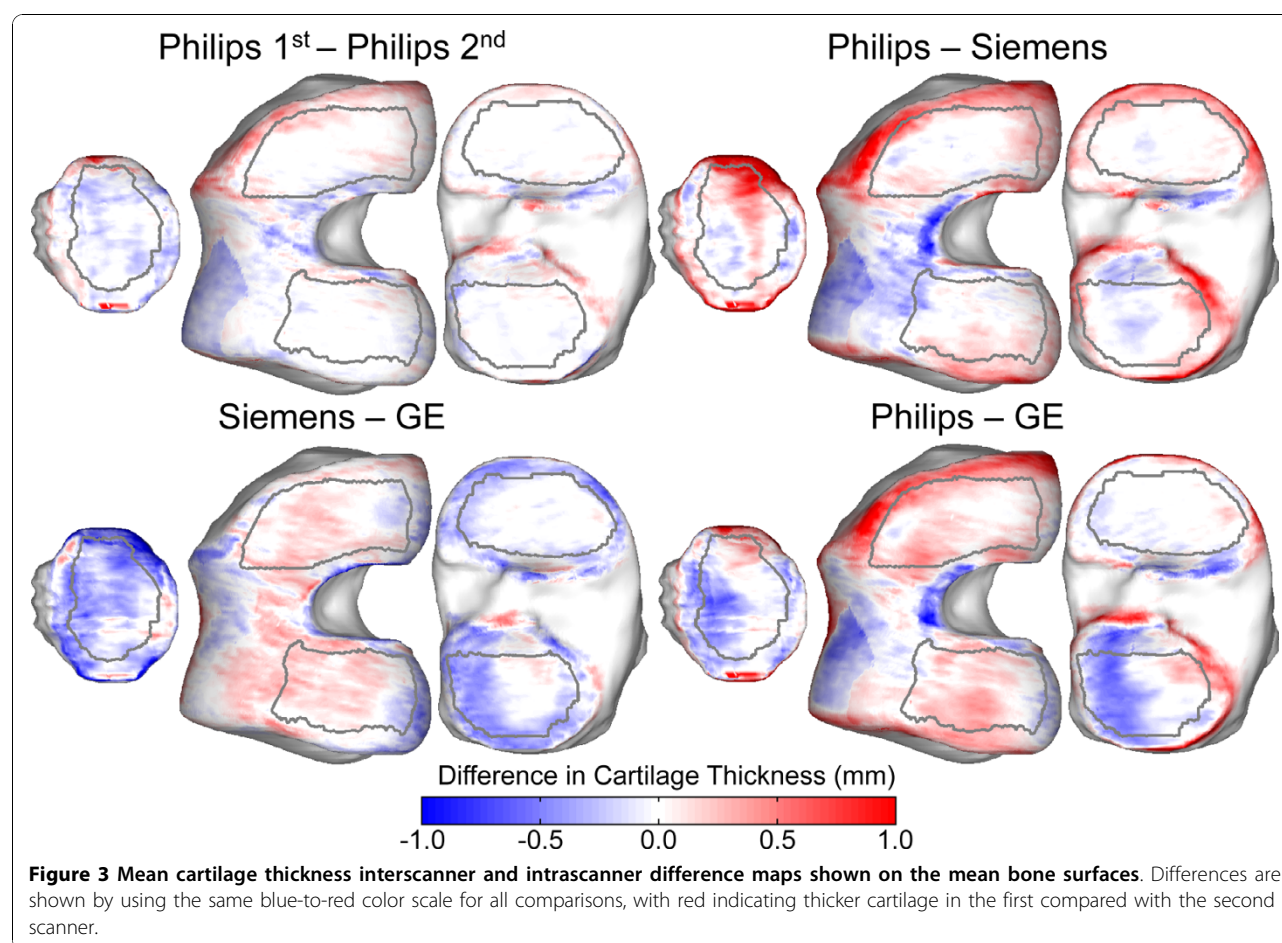 Philips 1st – Philips 2nd
Philips – Siemens
Siemens – GE
Philips – GE
Difference in Cartilage Thickness (mm)
-1.0 -0.5 0.0 0.5 1.0
Figure 3 Mean cartilage thickness interscanner and intrascanner difference maps shown on the mean bone surfaces. Differences are
shown by using the same blue-to-red color scale for all comparisons, with red indicating thicker cartilage in the first compared with the second
scanner.